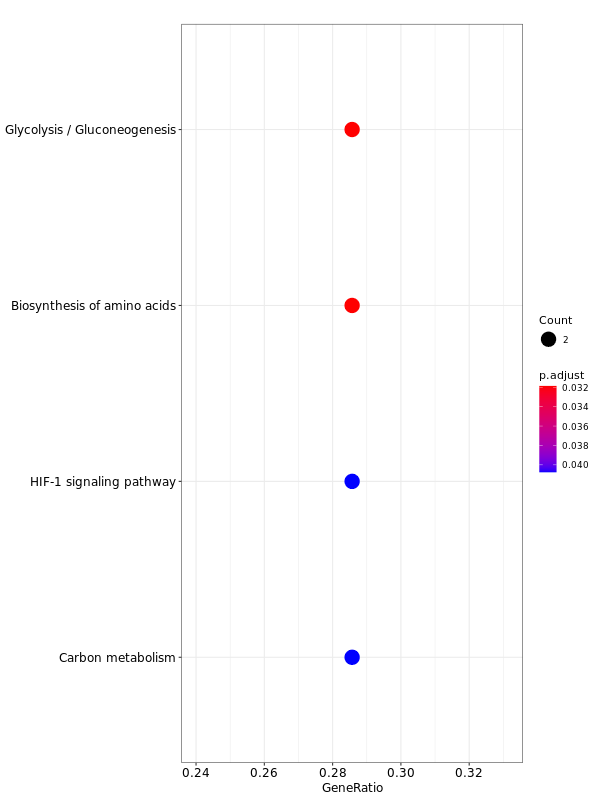 Glycolysis / Gluconeogenesis
Biosynthesis of amino acids
HIF-1 signaling pathway
Carbon metabolism
0.24 0.26 0.28 0.30 0.32
GeneRatio
Count
2
p.adjust
0.032
0.034
0.036
0.038
0.040